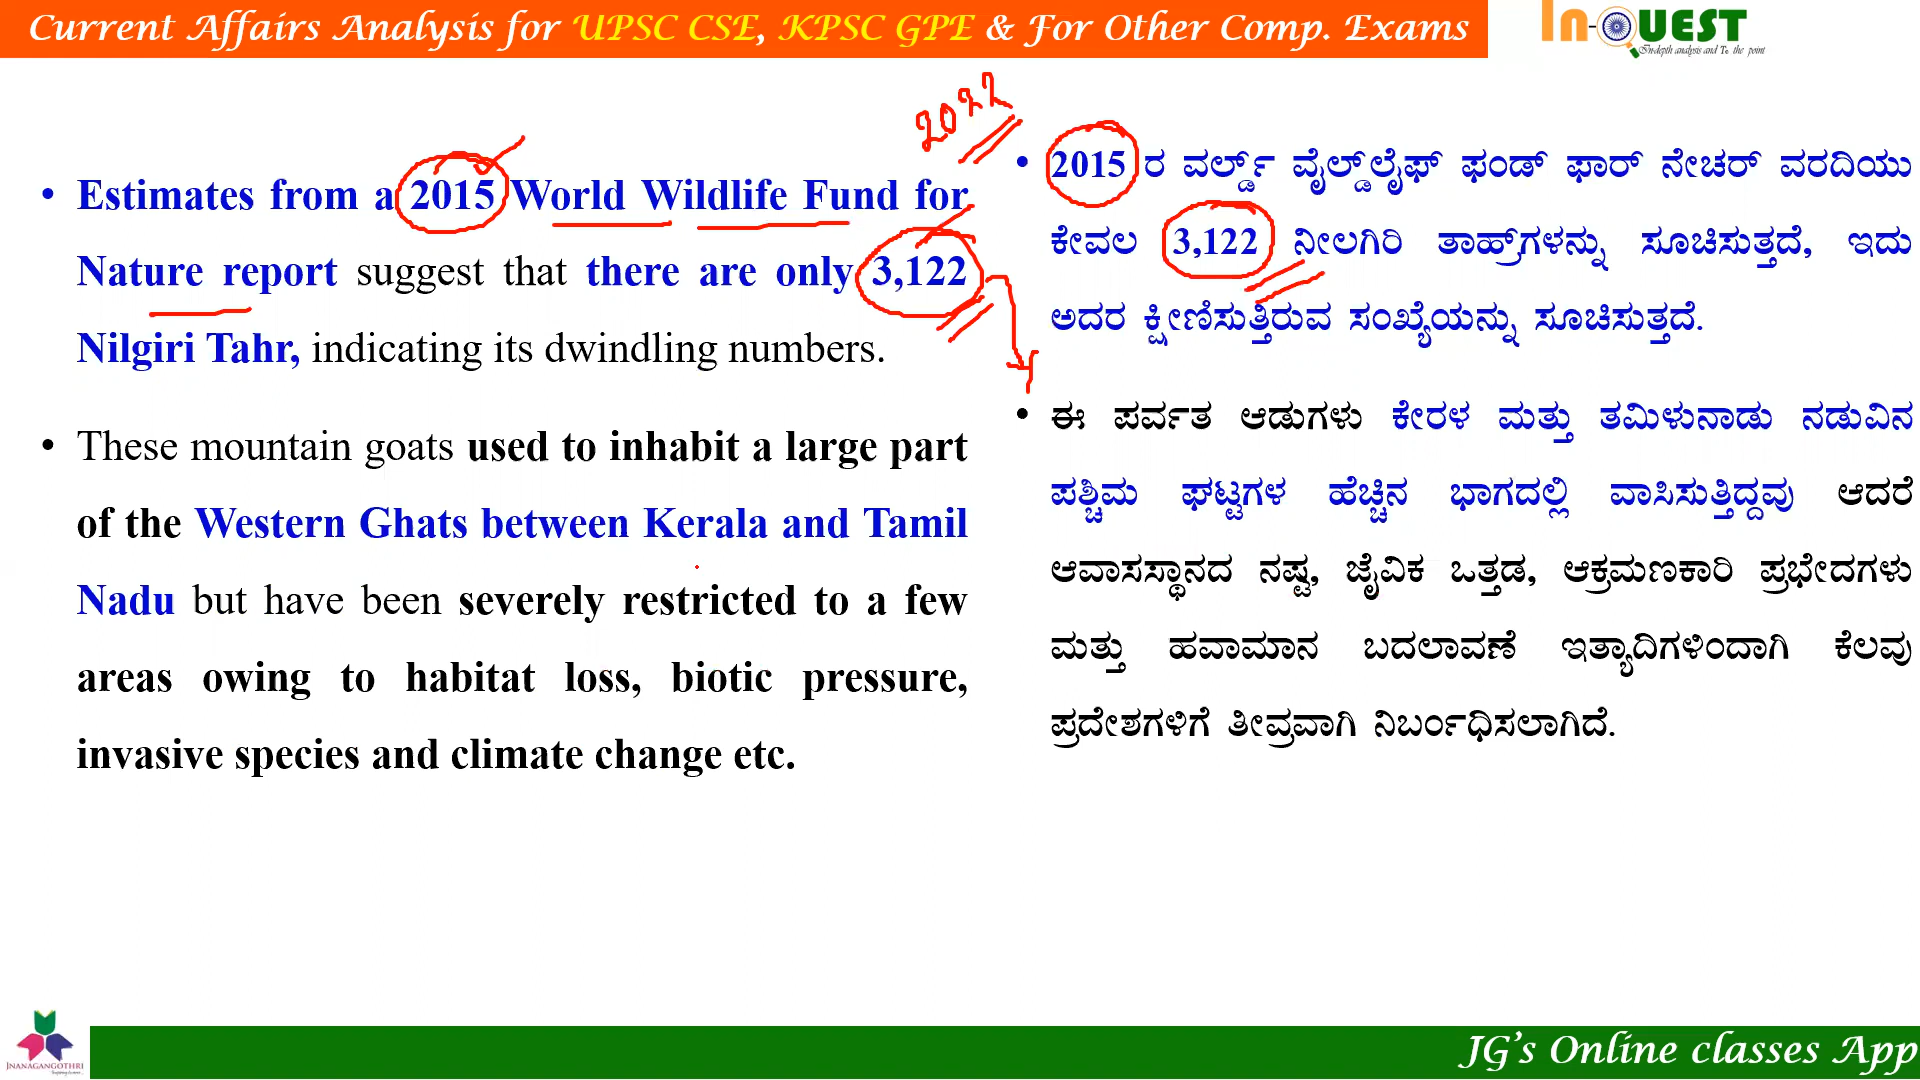 Current Affairs Analysis for UPSC CSE, KPSC GPE & For Other Comp. Exams
In-QUEST
In-depth analysis and To the point
2022
• Estimates from a 2015 World Wildlife Fund for
Nature report suggest that there are only 3,122
Nilgiri Tahr, indicating its dwindling numbers.
• These mountain goats used to inhabit a large part
of the Western Ghats between Kerala and Tamil
Nadu but have been severely restricted to a few
areas owing to habitat loss, biotic pressure,
invasive species and climate change etc.
• 2015 ರ ವರ್ಲ್ಡ್ ವೈಲ್ಡ್‌ಲೈಫ್ ಫಂಡ್ ಫಾರ್ ನೇಚರ್ ವರದಿಯು
ಕೇವಲ 3,122 ನೀಲಗಿರಿ ತಾಹ್ರ್‌ಗಳನ್ನು ಸೂಚಿಸುತ್ತದೆ, ಇದು
ಅದರ ಕ್ಷೀಣಿಸುತ್ತಿರುವ ಸಂಖ್ಯೆಯನ್ನು ಸೂಚಿಸುತ್ತದೆ.
• ಈ ಪರ್ವತ ಆಡುಗಳು ಕೇರಳ ಮತ್ತು ತಮಿಳುನಾಡು ನಡುವಿನ
ಪಶ್ಚಿಮ ಘಟ್ಟಗಳ ಹೆಚ್ಚಿನ ಭಾಗದಲ್ಲಿ ವಾಸಿಸುತ್ತಿದ್ದವು ಆದರೆ
ಆವಾಸಸ್ಥಾನದ ನಷ್ಟ, ಜೈವಿಕ ಒತ್ತಡ, ಆಕ್ರಮಣಕಾರಿ ಪ್ರಭೇದಗಳು
ಮತ್ತು ಹವಾಮಾನ ಬದಲಾವಣೆ ಇತ್ಯಾದಿಗಳಿಂದಾಗಿ ಕೆಲವು
ಪ್ರದೇಶಗಳಿಗೆ ತೀವ್ರವಾಗಿ ನಿರ್ಬಂಧಿಸಲಾಗಿದೆ.
JNANAGANGOTHRI
JG's Online classes App